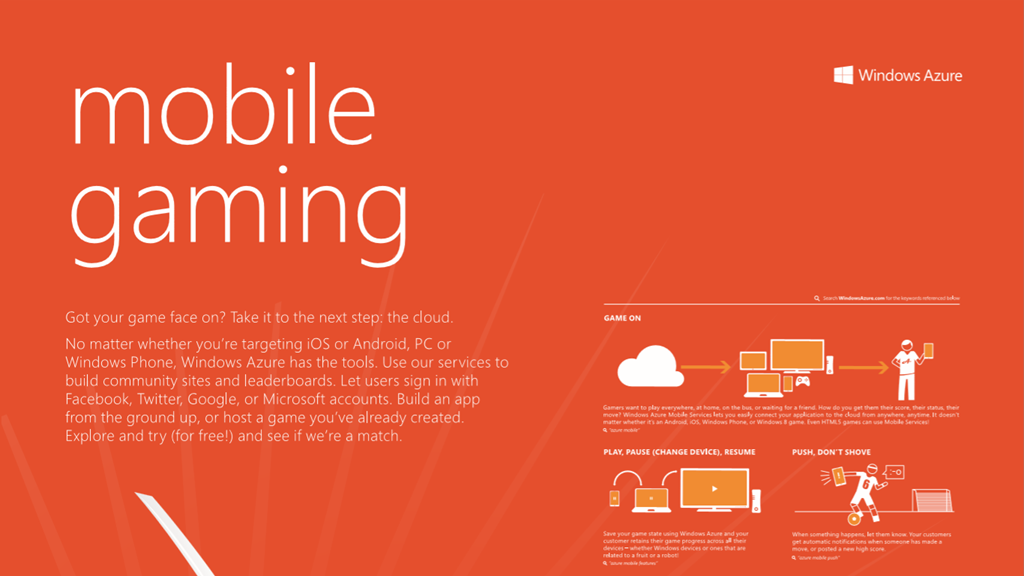 mobile
gaming
Windows Azure
Got your game face on? Take it to the next step: the cloud.
No matter whether you're targeting iOS or Android, PC or
Windows Phone, Windows Azure has the tools. Use our services to
build community sites and leaderboards. Let users sign in with
Facebook, Twitter, Google, or Microsoft accounts. Build an app
from the ground up, or host a game you've already created.
Explore and try (for free!) and see if we're a match.
Search WindowsAzure.com for the keywords referenced below
GAME ON
Gamers want to play everywhere, at home, on the bus, or waiting for a friend. How do you get them their score, their status, their
move? Windows Azure Mobile Services lets you easily connect your application to the cloud from anywhere, anytime. It doesn't
matter whether it's an Android, iOS, Windows Phone, or Windows 8 game. Even HTML5 games can use Mobile Services!
"azure mobile"
PLAY, PAUSE (CHANGE DEVICE), RESUME
Save your game state using Windows Azure and your
customer retains their game progress across all their
devices—whether Windows devices or ones that are
related to a fruit or a robot!
"azure mobile features"
PUSH, DON'T SHOVE
6
When something happens, let them know. Your customers
get automatic notifications when someone has made a
move, or posted a new high score.
"azure mobile push"